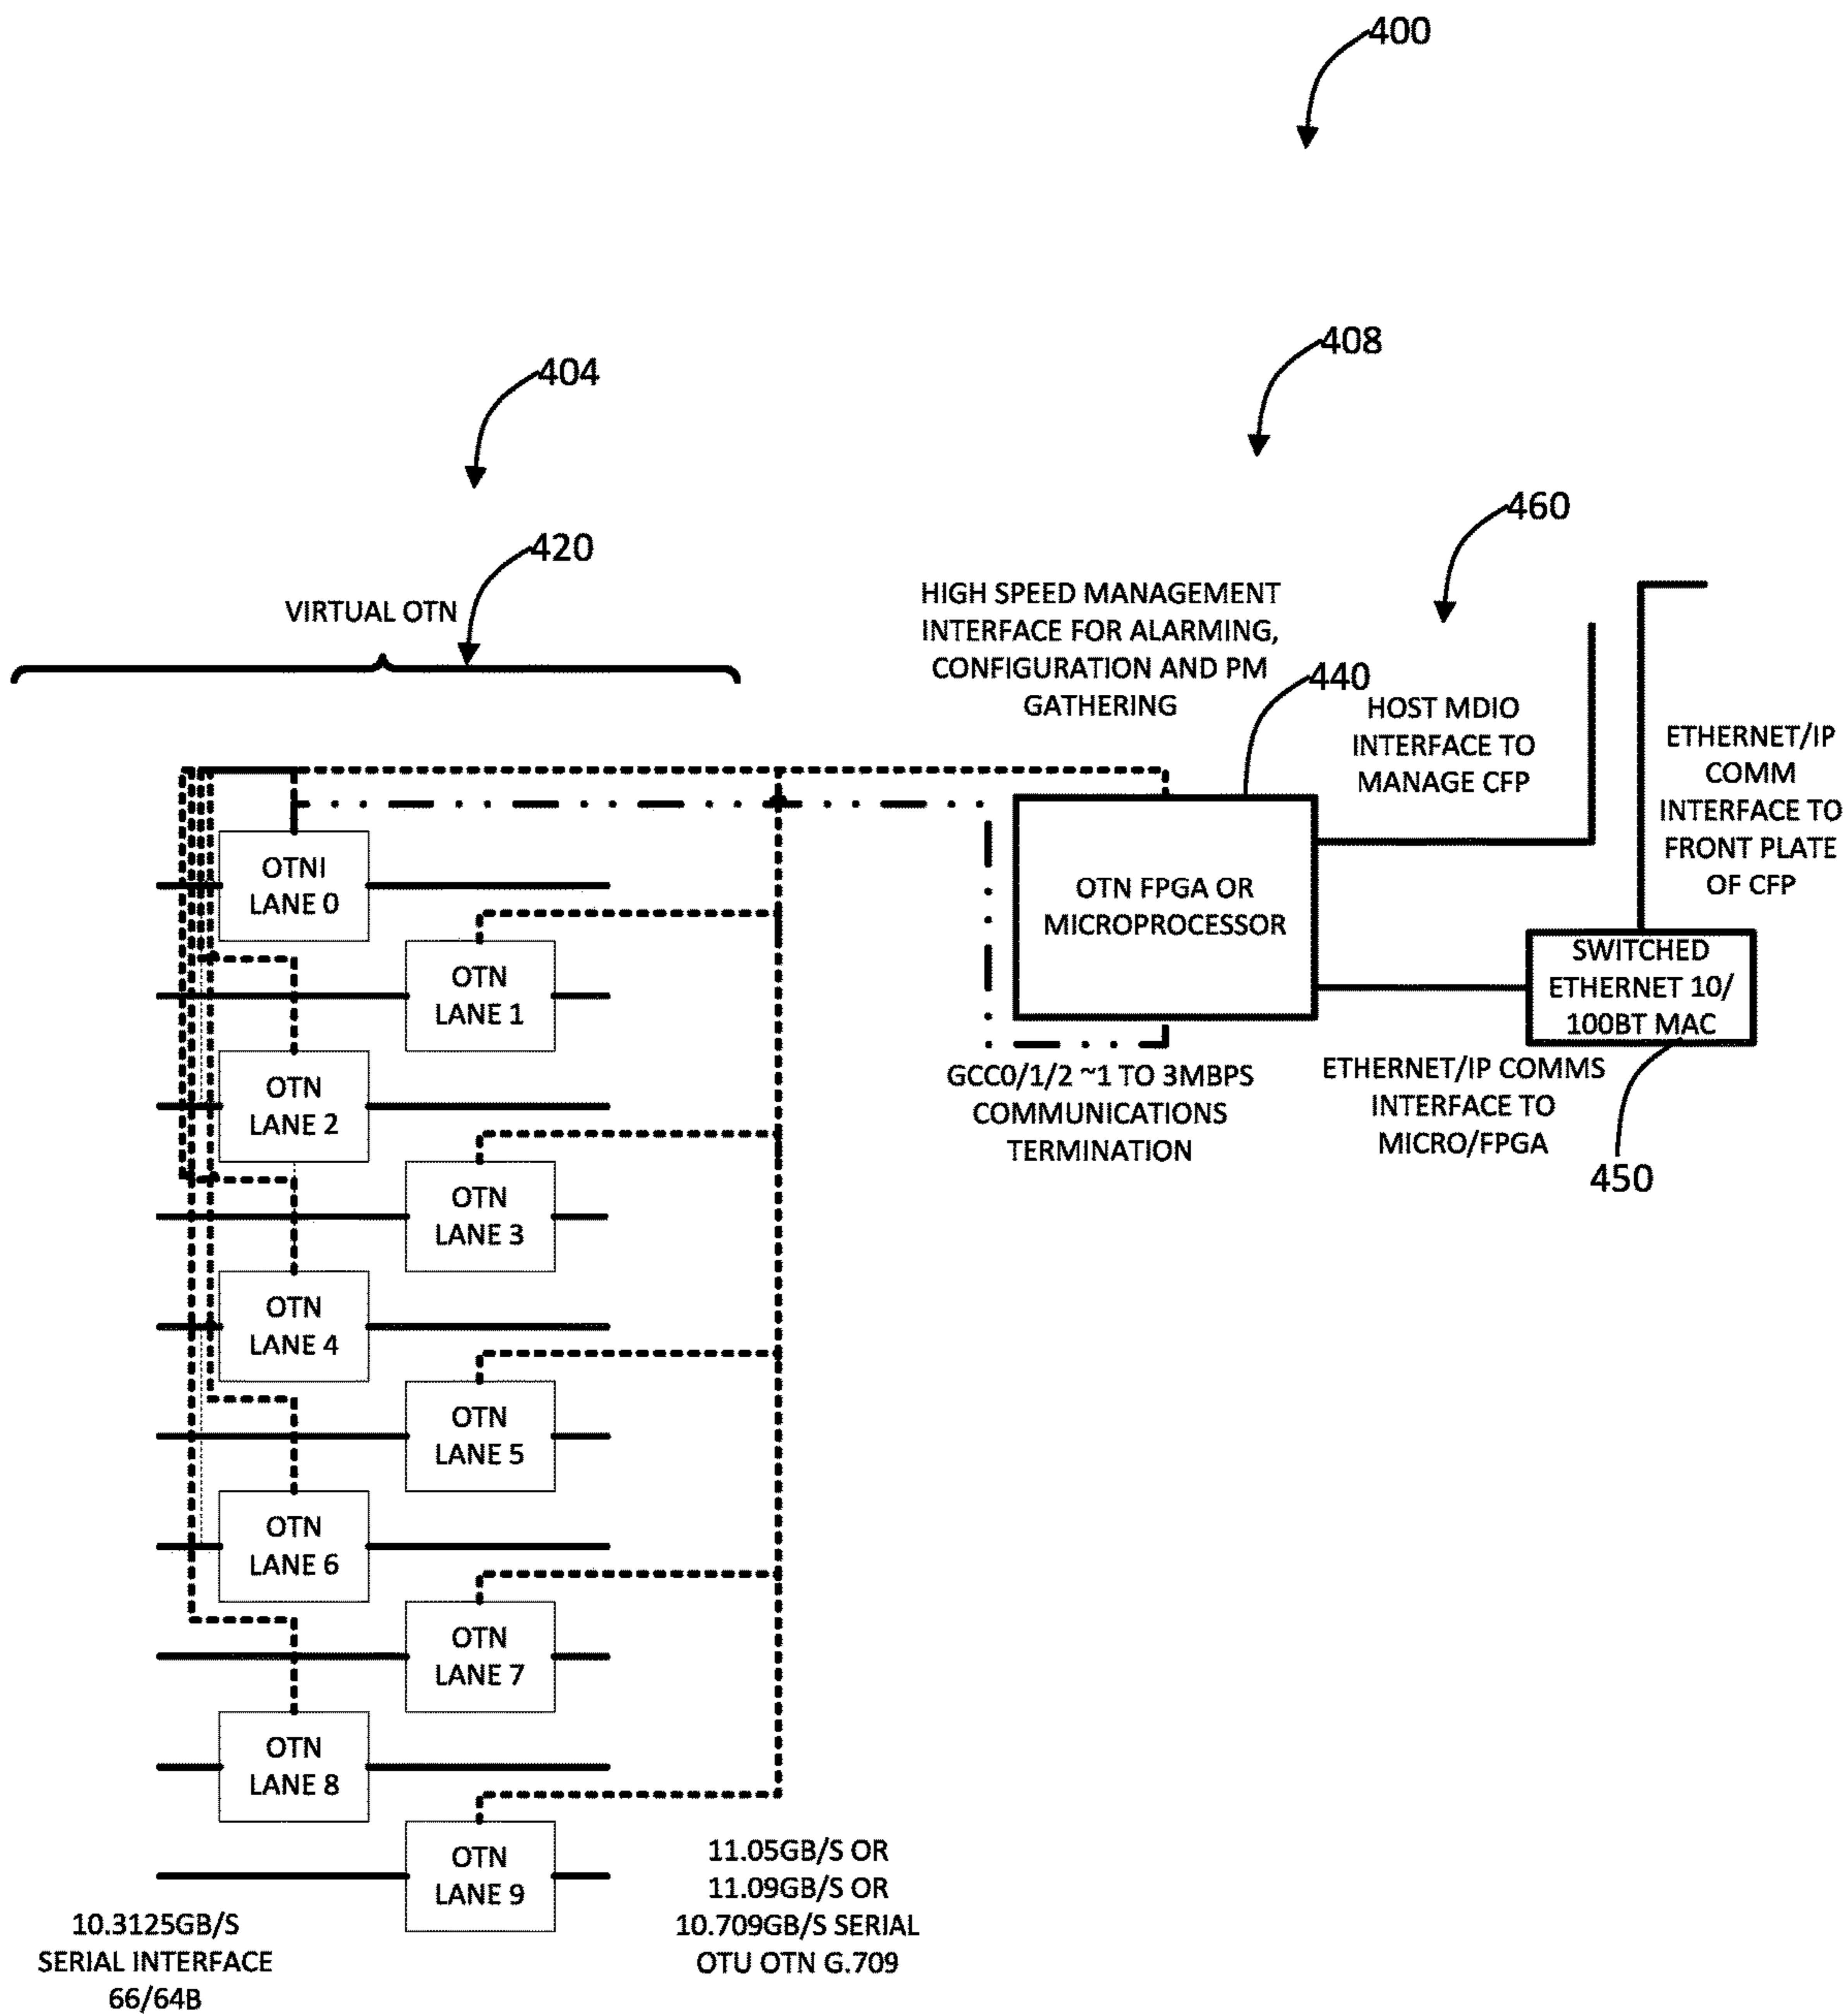 400
408
404
460
420
VIRTUAL OTN
HIGH SPEED MANAGEMENT
INTERFACE FOR ALARMING,
CONFIGURATION AND PM
GATHERING
440
HOST MDIO
INTERFACE TO
MANAGE CFP
ETHERNET/IP
COMM
INTERFACE TO
FRONT PLATE
OF CFP
OTNI
LANE 0
OTN
LANE 1
OTN
LANE 2
OTN
LANE 3
OTN
LANE 4
OTN
LANE 5
OTN
LANE 6
OTN
LANE 7
OTN
LANE 8
OTN
LANE 9
OTN FPGA OR
MICROPROCESSOR
SWITCHED
ETHERNET 10/
100BT MAC
GCC0/1/2 ~1 TO 3MBPS
COMMUNICATIONS
TERMINATION
ETHERNET/IP COMMS
INTERFACE TO
MICRO/FPGA
450
10.3125GB/S
SERIAL INTERFACE
66/64B
11.05GB/S OR
11.09GB/S OR
10.709GB/S SERIAL
OTU OTN G.709